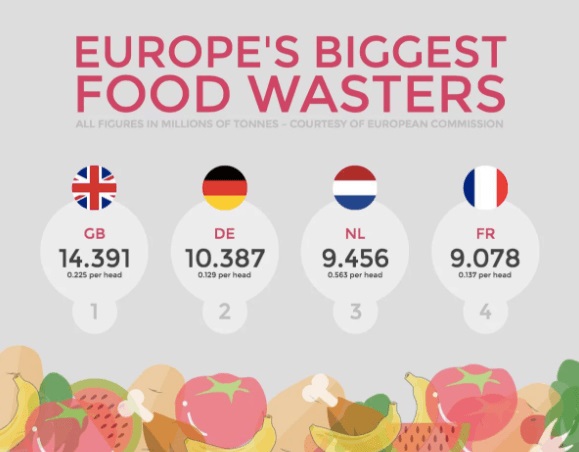 EUROPE'S BIGGEST
FOOD WASTERS
ALL FIGURES IN MILLIONS OF TONNES – COURTESY OF EUROPEAN COMMISSION
GB
14.391
0.225 per head
1
DE
10.387
0.129 per head
2
NL
9.456
0.563 per head
3
FR
9.078
0.137 per head
4